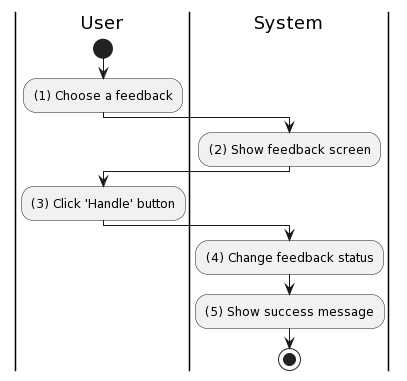 User
System
(1) Choose a feedback
(2) Show feedback screen
(3) Click 'Handle' button
(4) Change feedback status
(5) Show success message